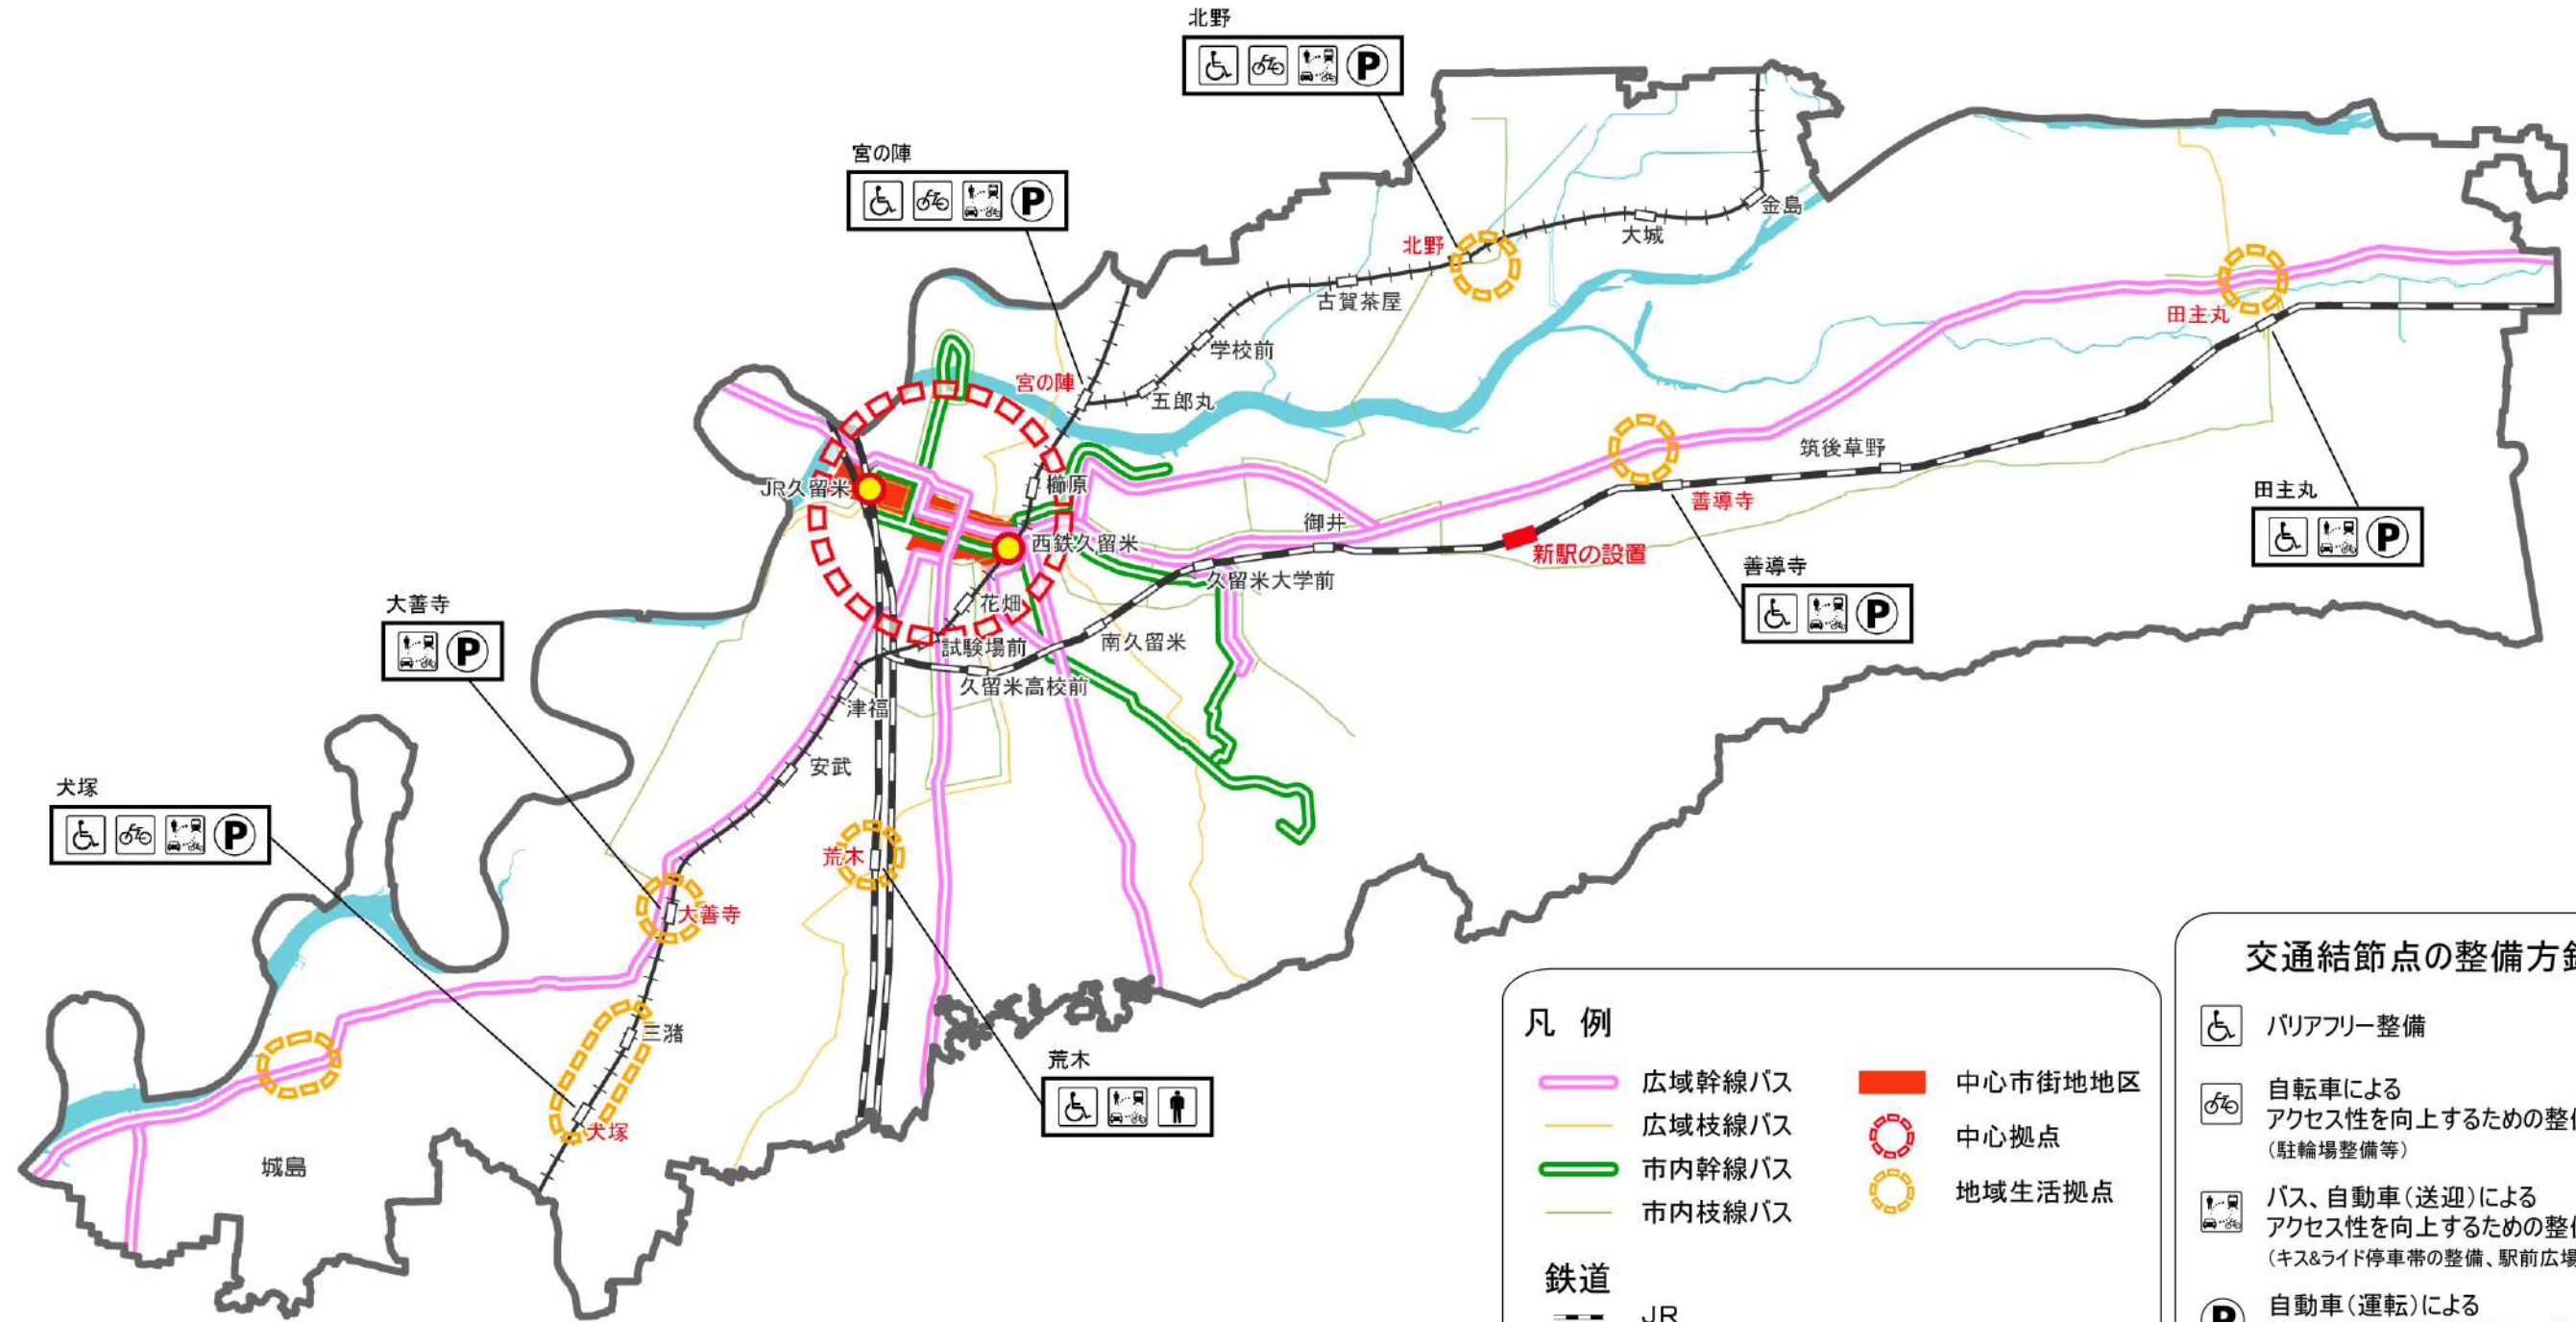 北野
P
宮の陣
P
金島
大城
北野
古賀茶屋
田主丸
学校前
宮の陣
五郎丸
筑後草野
JR久留米
櫛原
善導寺
田主丸
P
御井
西鉄久留米
新駅の設置
善導寺
P
久留米大学前
大善寺
P
花畑
試験場前
南久留米
久留米高校前
津福
安武
犬塚
P
荒木
大善寺
三潴
荒木
犬塚
城島
凡 例
広域幹線バス
広域枝線バス
市内幹線バス
市内枝線バス
中心市街地地区
中心拠点
地域生活拠点
鉄道
JR
交通結節点の整備方
バリアフリー整備
自転車による
アクセス性を向上するための整
（駐輪場整備等）
バス、自動車（送迎）による
アクセス性を向上するための整
（キス&ライド停車帯の整備、駅前広場
P
自動車（運転）による